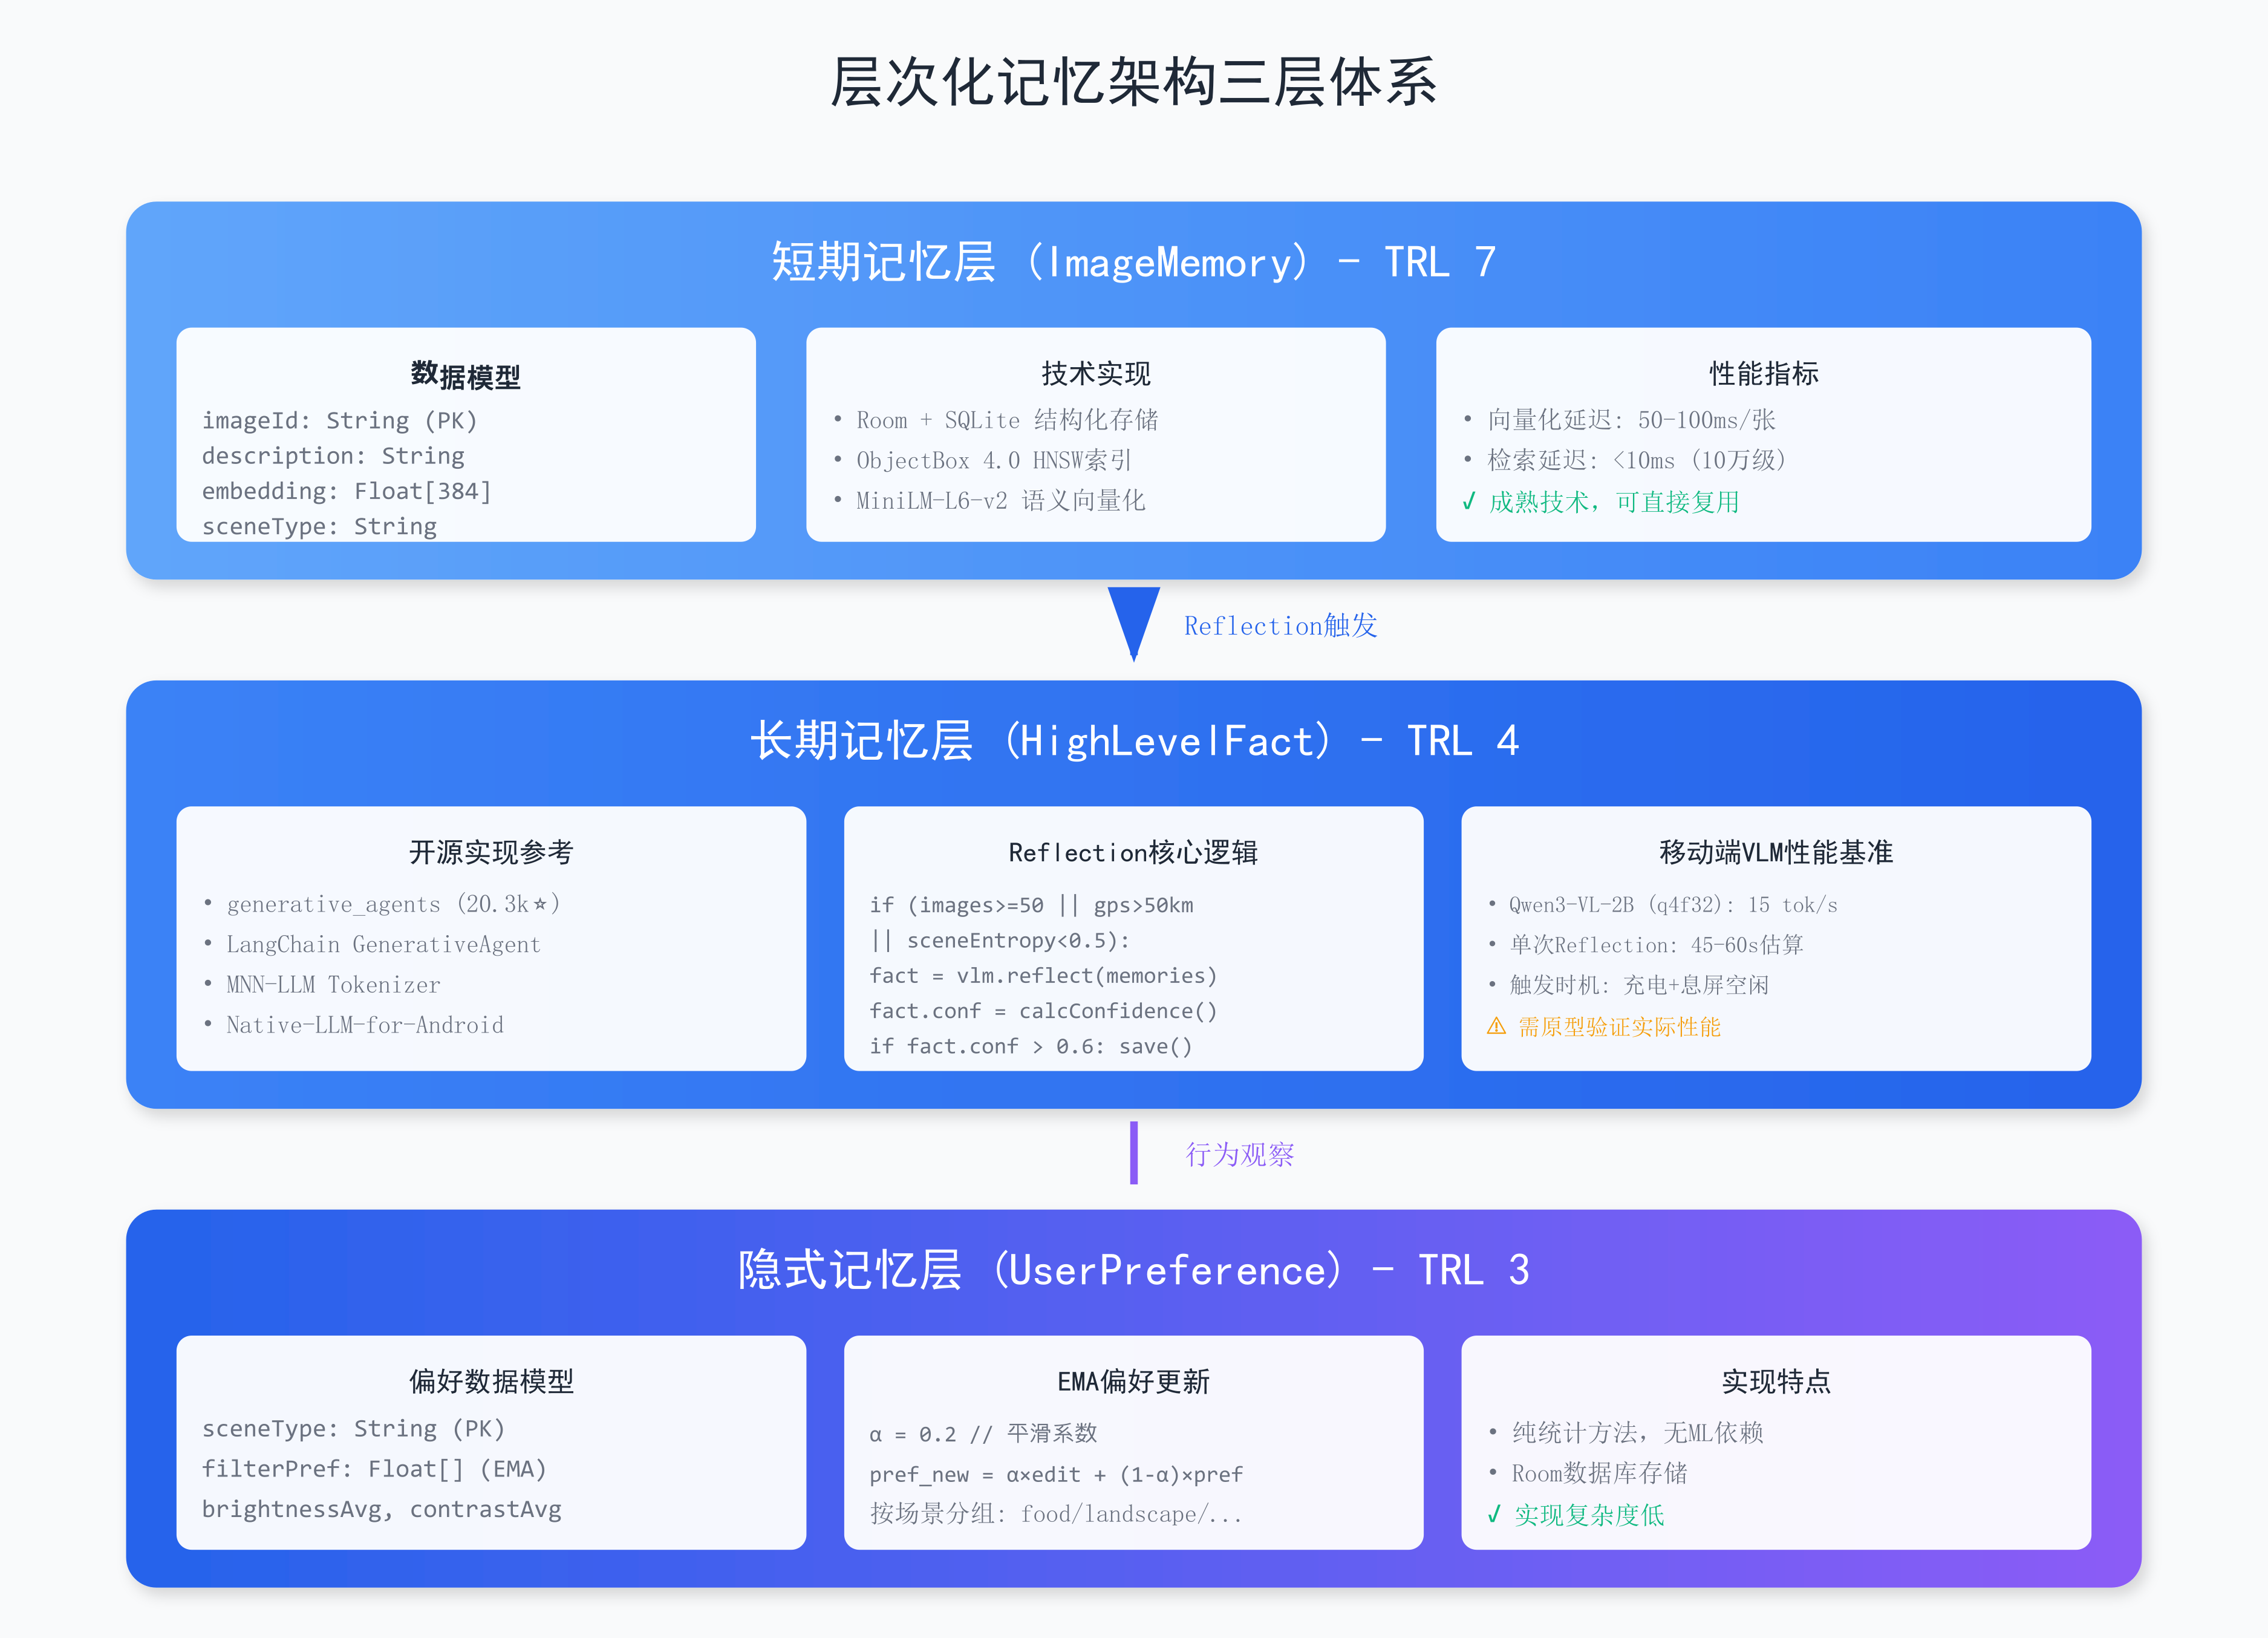 层次化记忆架构三层体系
短期记忆层 (ImageMemory) - TRL 7
数据模型
imageId: String (PK)
description: String
embedding: Float[384]
sceneType: String
技术实现
• Room + SQLite 结构化存储
• ObjectBox 4.0 HNSW索引
• MiniLM-L6-v2 语义向量化
性能指标
• 向量化延迟: 50-100ms/张
• 检索延迟: <10ms (10万级)
✓ 成熟技术，可直接复用
Reflection触发
长期记忆层 (HighLevelFact) - TRL 4
开源实现参考
• generative_agents (20.3k⭐)
• LangChain GenerativeAgent
• MNN-LLM Tokenizer
• Native-LLM-for-Android
Reflection核心逻辑
if (images>=50 || gps>50km
|| sceneEntropy<0.5):
fact = vlm.reflect(memories)
fact.conf = calcConfidence()
if fact.conf > 0.6: save()
移动端VLM性能基准
• Qwen3-VL-2B (q4f32): 15 tok/s
• 单次Reflection: 45-60s估算
• 触发时机: 充电+息屏空闲
⚠ 需原型验证实际性能
行为观察
隐式记忆层 (UserPreference) - TRL 3
偏好数据模型
sceneType: String (PK)
filterPref: Float[] (EMA)
brightnessAvg, contrastAvg
EMA偏好更新
α = 0.2 // 平滑系数
pref_new = α×edit + (1-α)×pref
按场景分组: food/landscape/...
实现特点
• 纯统计方法，无ML依赖
• Room数据库存储
✓ 实现复杂度低